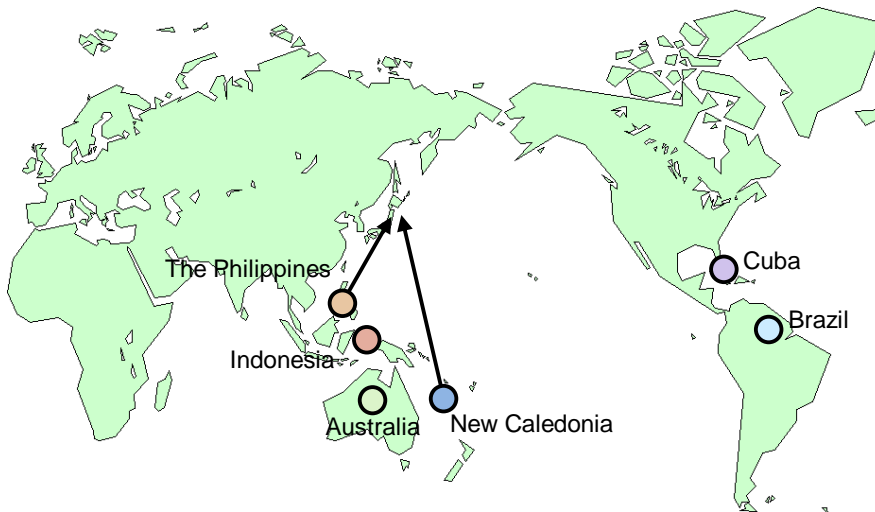 Cuba
The Philippines
Brazil
Indonesia
Australia
New Caledonia